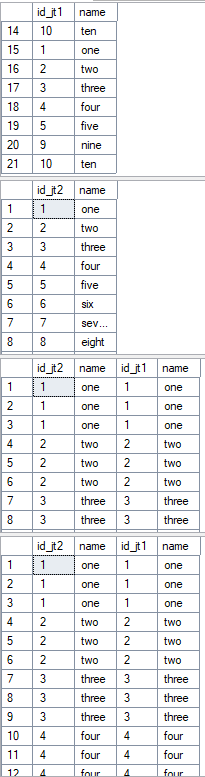 id_jt1 name
14 10 ten
15 1 one
16 2 two
17 3 three
18 4 four
19 5 five
20 9 nine
21 10 ten
id_jt2 name
1 1 one
2 2 two
3 3 three
4 4 four
5 5 five
6 6 six
7 7 sev...
8 8 eight
id_jt2 name id_jt1 name
1 1 one 1 one
2 1 one 1 one
3 1 one 1 one
4 2 two 2 two
5 2 two 2 two
6 2 two 2 two
7 3 three 3 three
8 3 three 3 three
id_jt2 name id_jt1 name
1 1 one 1 one
2 1 one 1 one
3 1 one 1 one
4 2 two 2 two
5 2 two 2 two
6 2 two 2 two
7 3 three 3 three
8 3 three 3 three
9 3 three 3 three
10 4 four 4 four
11 4 four 4 four
12 4 four 4 four